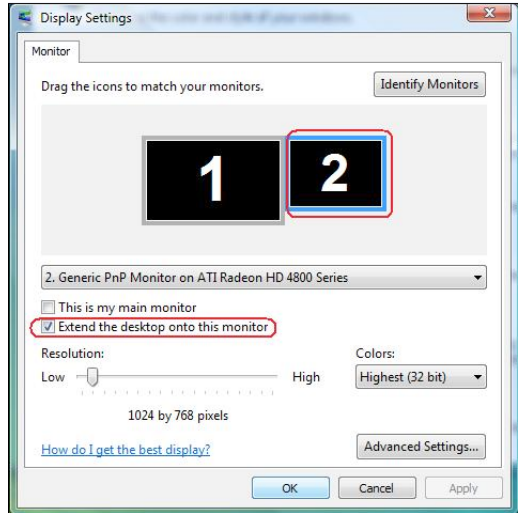 Display Settings
Monitor
Drag the icons to match your monitors.
Identify Monitors
1
2
2. Generic PnP Monitor on ATI Radeon HD 4800 Series
This is my main monitor
Extend the desktop onto this monitor
Resolution:
Colors:
Low
High
Highest (32 bit)
1024 by 768 pixels
How do I get the best display?
Advanced Settings...
OK
Cancel
Apply